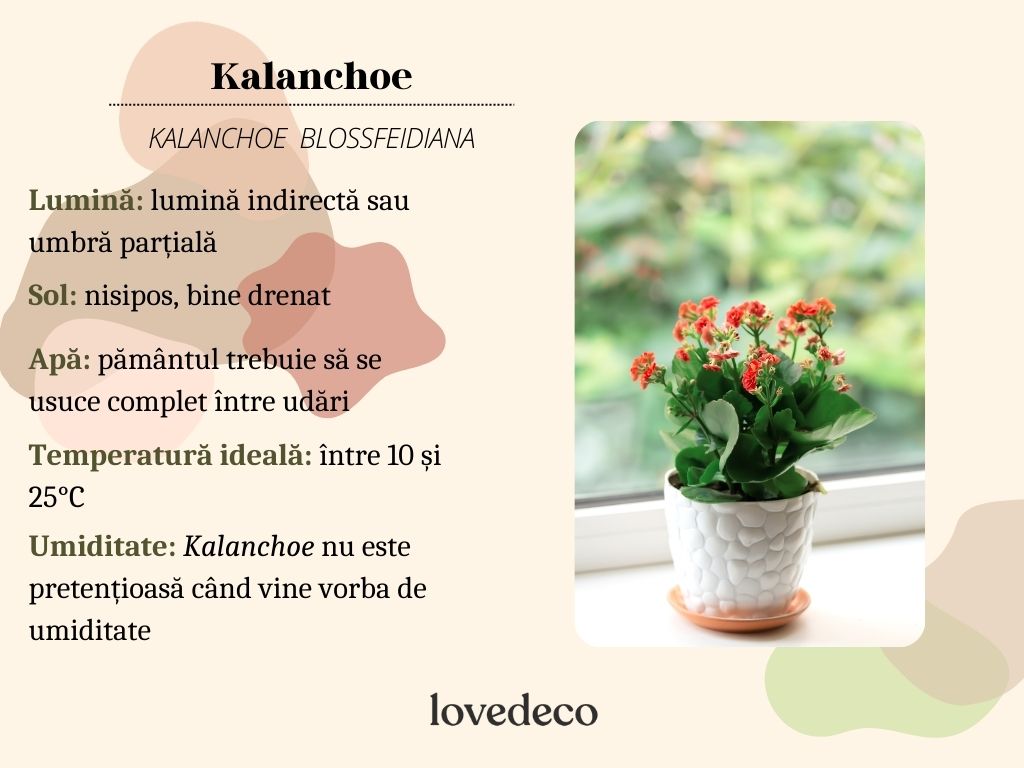 Kalanchoe
KALANCHOE BLOSSFEIDIANA
Lumină: lumină indirectă sau
umbră parțială
Sol: nisipos, bine drenat
Apă: pământul trebuie să se
usuce complet între udări
Temperatură ideală: între 10 și
25°C
Umiditate: Kalanchoe nu este
pretențioasă când vine vorba de
umiditate
lovedeco